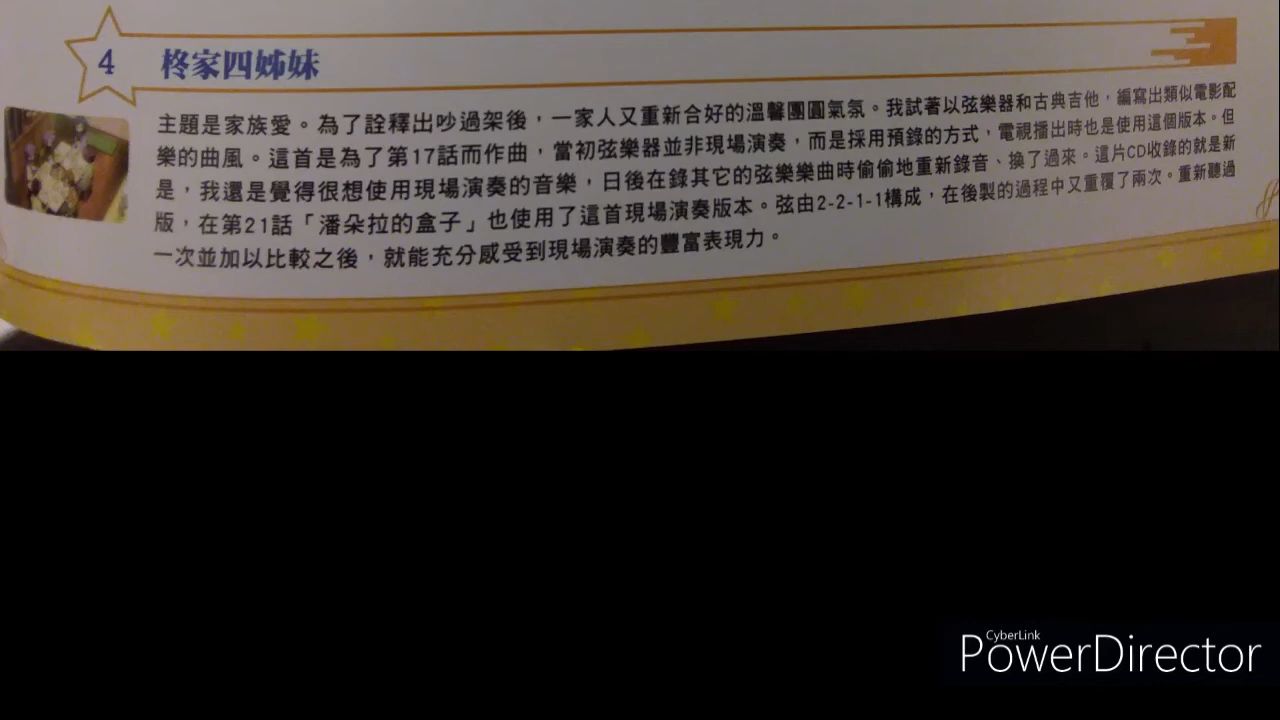 4 柊家四姊妹
主題是家族愛。為了詮釋出吵過架後，一家人又重新合好的溫馨團圓氣氛。我試著以弦樂器和古典吉他，編寫出類似電影配
樂的曲風。這首是為了第17話而作曲，當初弦樂器並非現場演奏，而是採用預錄的方式，電視播出時也是使用這個版本。但
是，我還是覺得很想使用現場演奏的音樂，日後在錄其它的弦樂樂曲時偷偷地重新錄音、換了過來。這片CD收錄的就是新
版，在第21話「潘朵拉的盒子」也使用了這首現場演奏版本。弦由2-2-1-1構成，在後製的過程中又重覆了兩次。重新聽過
一次並加以比較之後，就能充分感受到現場演奏的豐富表現力。
CyberLink
PowerDirector